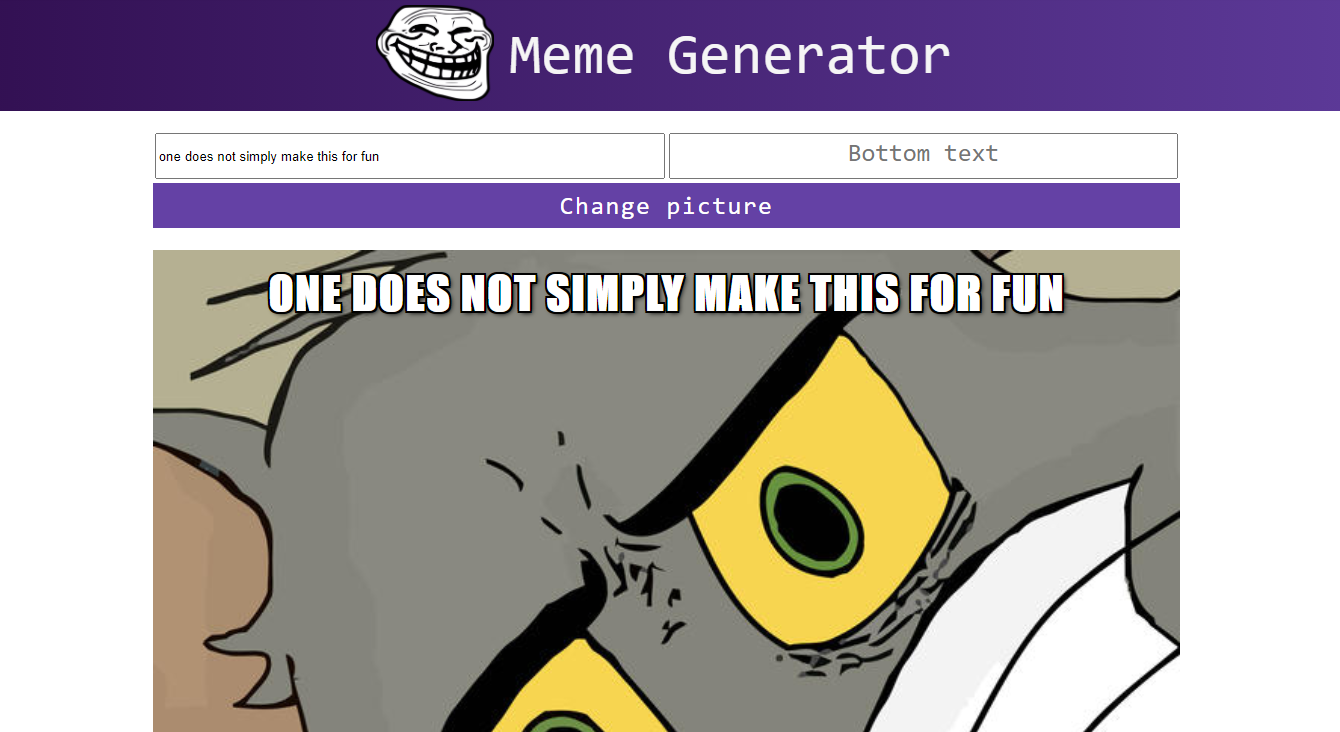 Meme Generator
one does not simply make this for fun
Bottom text
Change picture
ONE DOES NOT SIMPLY MAKE THIS FOR FUN